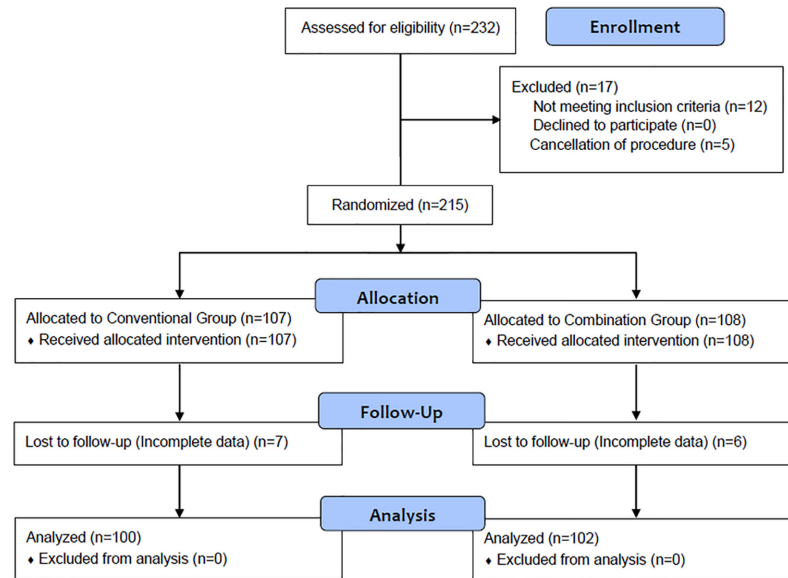 Assessed for eligibility (n=232)
Enrollment
Excluded (n=17)
Not meeting inclusion criteria (n=12)
Declined to participate (n=0)
Cancellation of procedure (n=5)
Randomized (n=215)
Allocation
Allocated to Conventional Group (n=107)
♦ Received allocated intervention (n=107)
Allocated to Combination Group (n=108)
♦ Received allocated intervention (n=108)
Follow-Up
Lost to follow-up (Incomplete data) (n=7)
Lost to follow-up (Incomplete data) (n=6)
Analysis
Analyzed (n=100)
♦ Excluded from analysis (n=0)
Analyzed (n=102)
♦ Excluded from analysis (n=0)